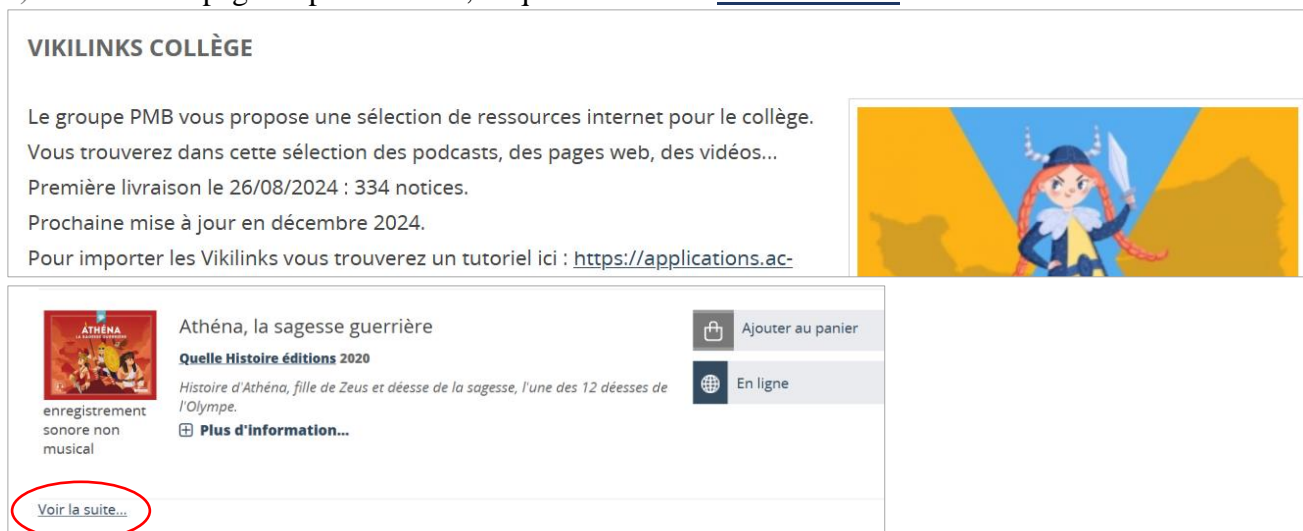 VIKILINKS COLLÈGE
Le groupe PMB vous propose une sélection de ressources internet pour le collège.
Vous trouverez dans cette sélection des podcasts, des pages web, des vidéos...
Première livraison le 26/08/2024 : 334 notices.
Prochaine mise à jour en décembre 2024.
Pour importer les Vikilinks vous trouverez un tutoriel ici : https://applications.ac-
ATHÉNA
LA SAGESSE GUERRIÈRE
enregistrement
sonore non
musical
Athéna, la sagesse guerrière
Quelle Histoire éditions 2020
Histoire d'Athéna, fille de Zeus et déesse de la sagesse, l'une des 12 déesses de
l'Olympe.
Plus d'information...
Ajouter au panier
En ligne
Voir la suite...